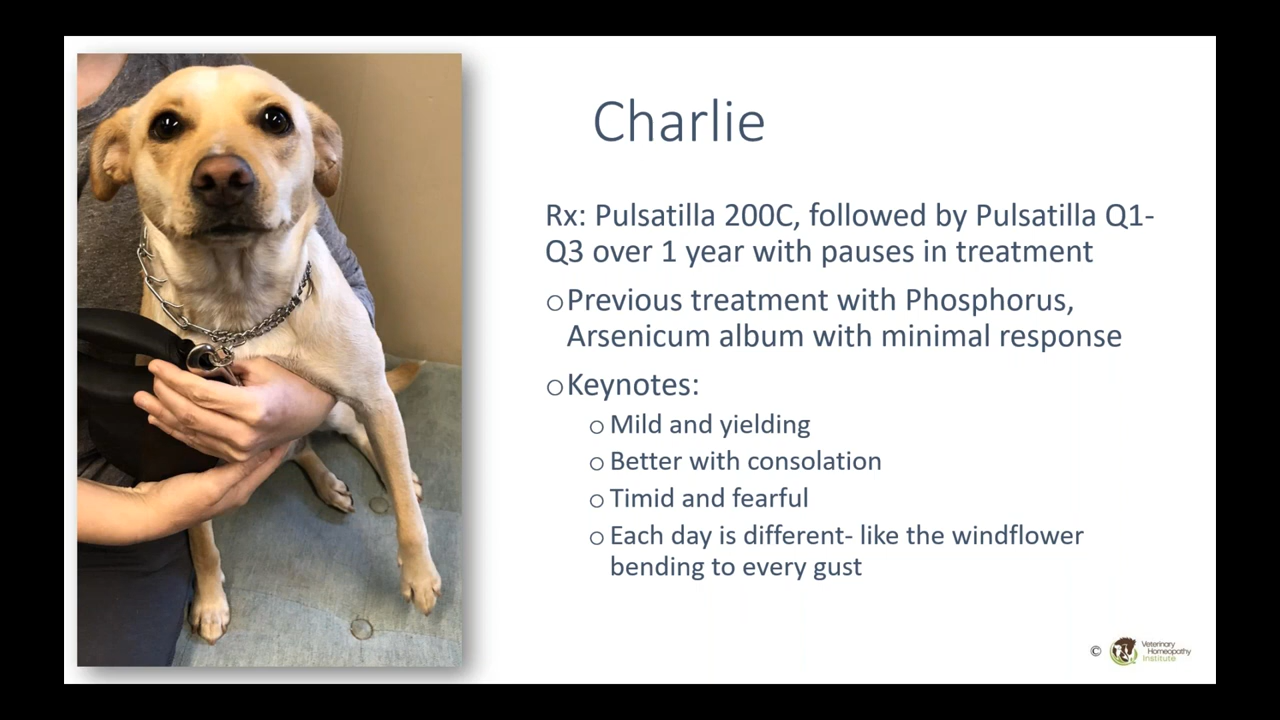 Charlie
Rx: Pulsatilla 200C, followed by Pulsatilla Q1-
Q3 over 1 year with pauses in treatment
○ Previous treatment with Phosphorus,
Arsenicum album with minimal response
○ Keynotes:
○ Mild and yielding
○ Better with consolation
○ Timid and fearful
○ Each day is different- like the windflower
bending to every gust
©
Veterinary
Homeopathy
Institute